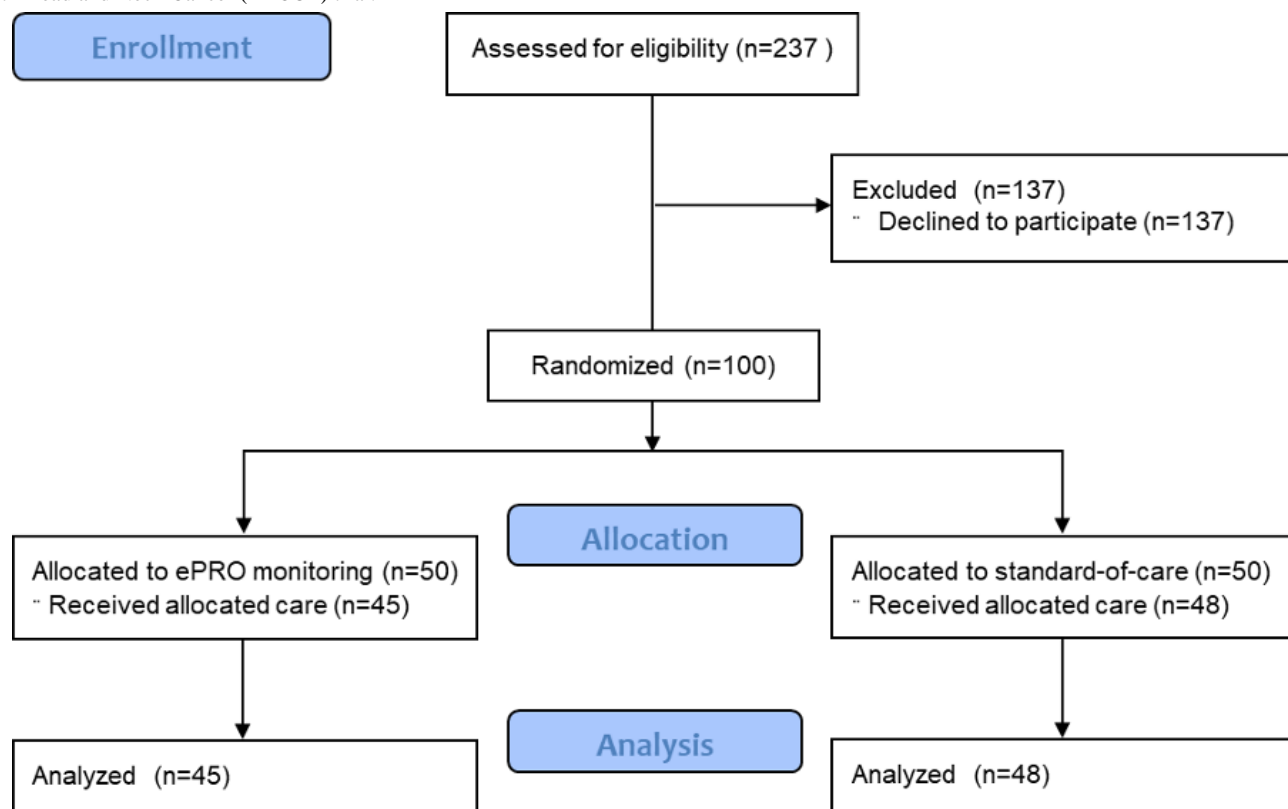 Enrollment
Assessed for eligibility (n=237 )
Excluded (n=137)
¨ Declined to participate (n=137)
Randomized (n=100)
Allocation
Allocated to ePRO monitoring (n=50)
¨ Received allocated care (n=45)
Allocated to standard-of-care (n=50)
¨ Received allocated care (n=48)
Analysis
Analyzed (n=45)
Analyzed (n=48)